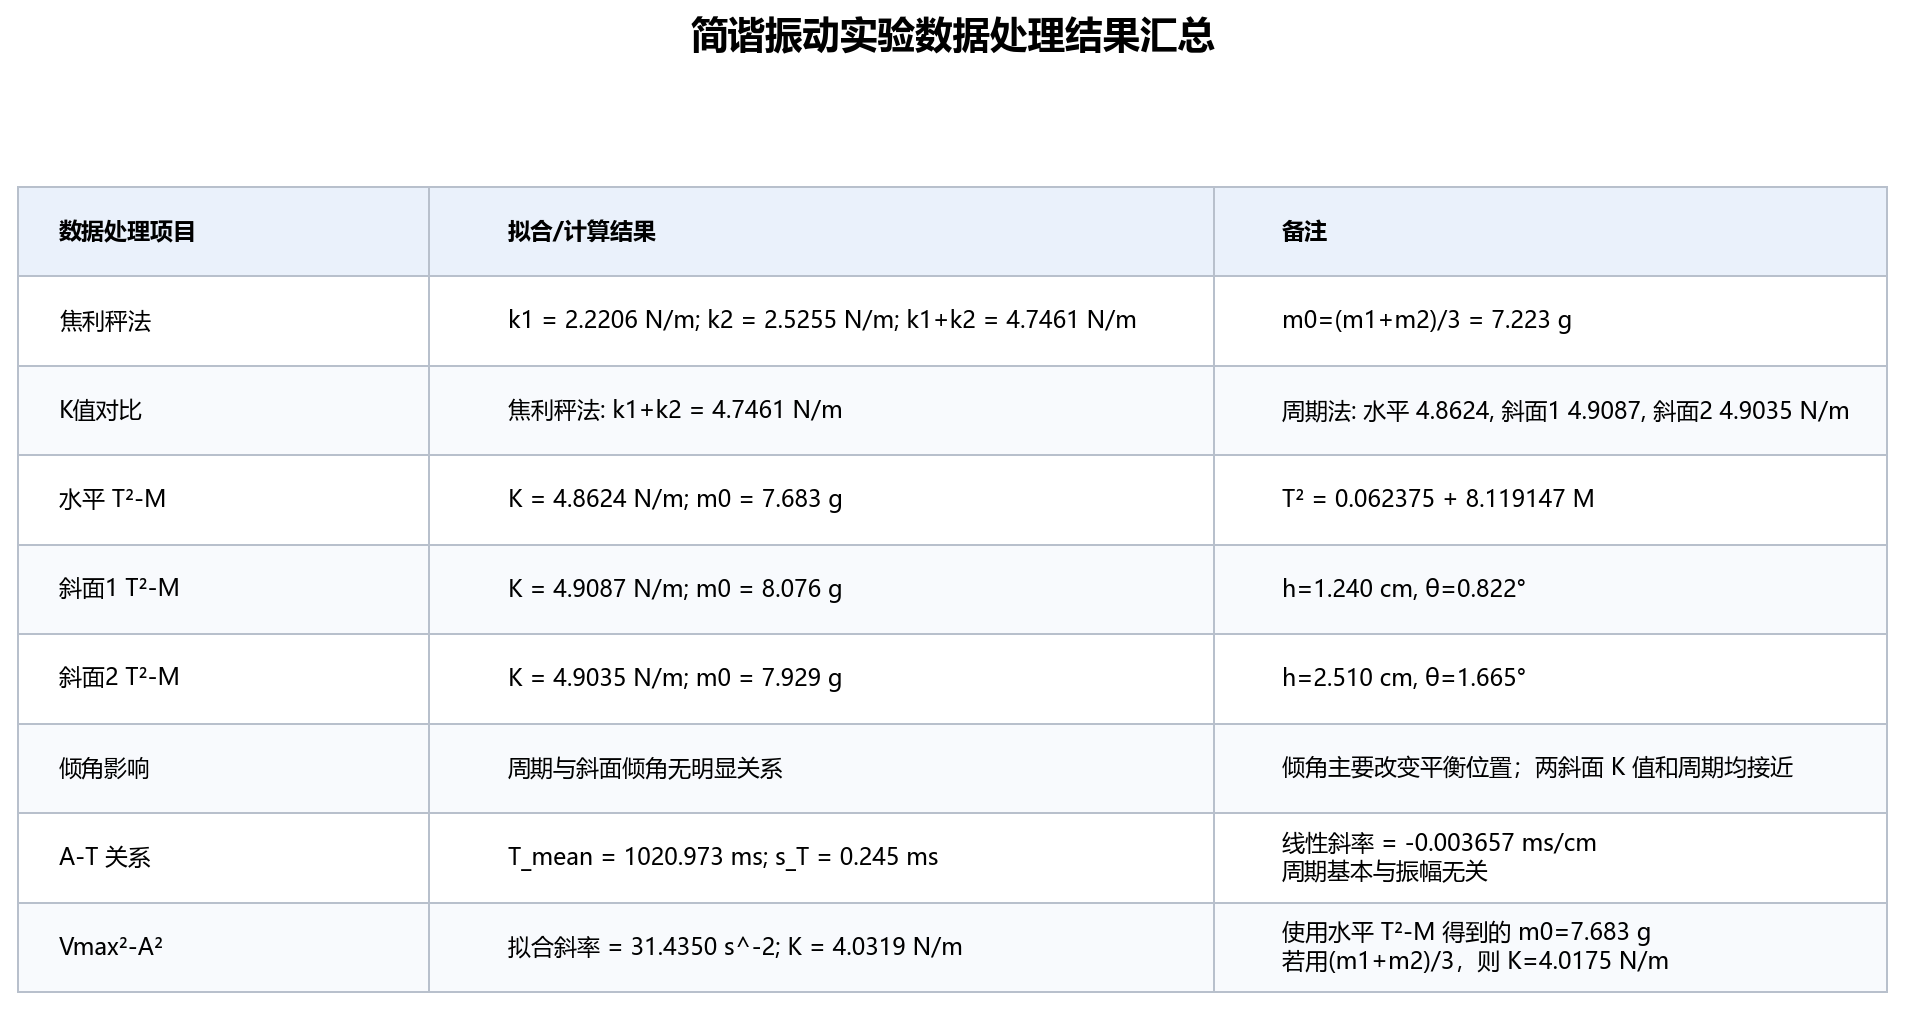 简谐振动实验数据处理结果汇总
数据处理项目
拟合/计算结果
备注
焦利秤法
k1 = 2.2206 N/m; k2 = 2.5255 N/m; k1+k2 = 4.7461 N/m
m0=(m1+m2)/3 = 7.223 g
K值对比
焦利秤法: k1+k2 = 4.7461 N/m
周期法: 水平 4.8624, 斜面1 4.9087, 斜面2 4.9035 N/m
水平 T²-M
K = 4.8624 N/m; m0 = 7.683 g
T² = 0.062375 + 8.119147 M
斜面1 T²-M
K = 4.9087 N/m; m0 = 8.076 g
h=1.240 cm, θ=0.822°
斜面2 T²-M
K = 4.9035 N/m; m0 = 7.929 g
h=2.510 cm, θ=1.665°
倾角影响
周期与斜面倾角无明显关系
倾角主要改变平衡位置；两斜面 K 值和周期均接近
A-T 关系
T_mean = 1020.973 ms; s_T = 0.245 ms
线性斜率 = -0.003657 ms/cm
周期基本与振幅无关
Vmax²-A²
拟合斜率 = 31.4350 s^-2; K = 4.0319 N/m
使用水平 T²-M 得到的 m0=7.683 g
若用(m1+m2)/3，则 K=4.0175 N/m